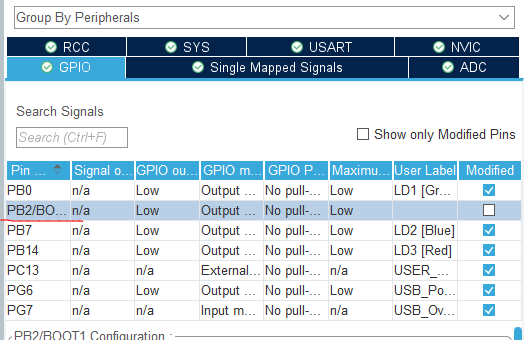 Group By Peripherals
RCC SYS USART NVIC
GPIO Single Mapped Signals ADC
Search Signals
Search (Ctrl+F) Show only Modified Pins
Pin ... Signal o... GPIO ou... GPIO m... GPIO P... Maximu... User Label Modified
PB0 n/a Low Output ... No pull-... Low LD1 [Gr...
PB2/BO... n/a Low Output ... No pull-... Low
PB7 n/a Low Output ... No pull-... Low LD2 [Blue]
PB14 n/a Low Output ... No pull-... Low LD3 [Red]
PC13 n/a n/a External... No pull-... n/a USER_...
PG6 n/a Low Output ... No pull-... Low USB_Po...
PG7 n/a n/a Input m... No pull-... n/a USB_Ov...
PB2/BOOT1 Configuration :